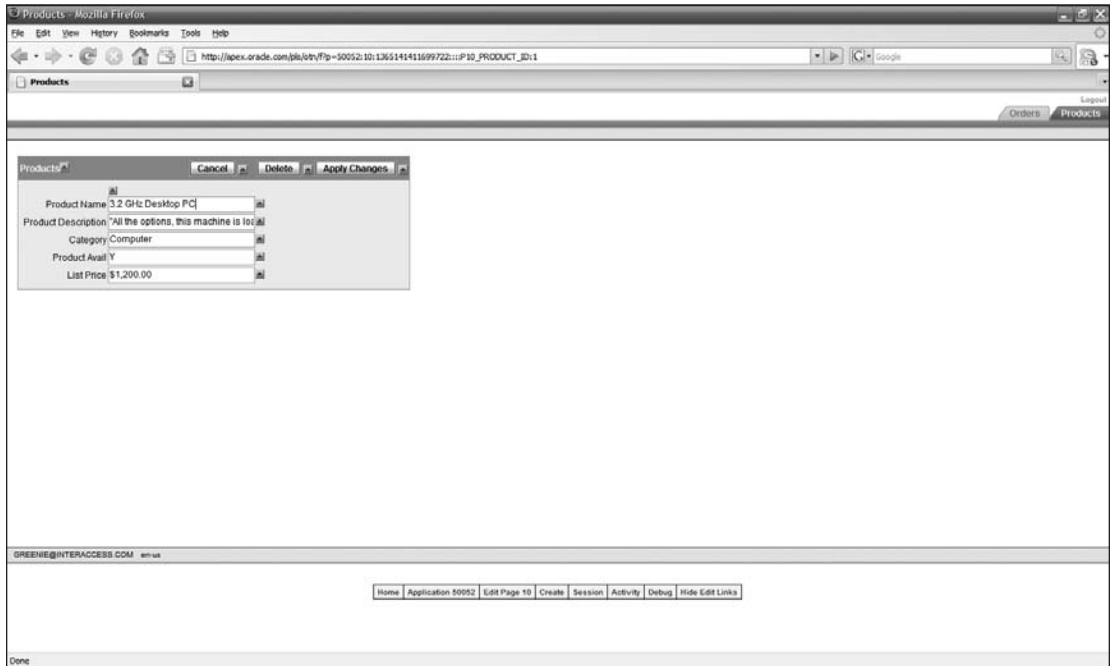 Products - Mozilla Firefox
File Edit View History Bookmarks Tools Help
http://apex.oracle.com/pls/otn/f?p=50052:10:1365141411699722::::P10_PRODUCT_ID:1
Google
Products
Logout
Orders Products
Products Cancel Delete Apply Changes
Product Name 3.2 GHz Desktop PC
Product Description "All the options, this machine is loa
Category Computer
Product Avail Y
List Price $1,200.00
GREENIE@INTERACCESS.COM en-us
Home Application 50052 Edit Page 10 Create Session Activity Debug Hide Edit Links
Done